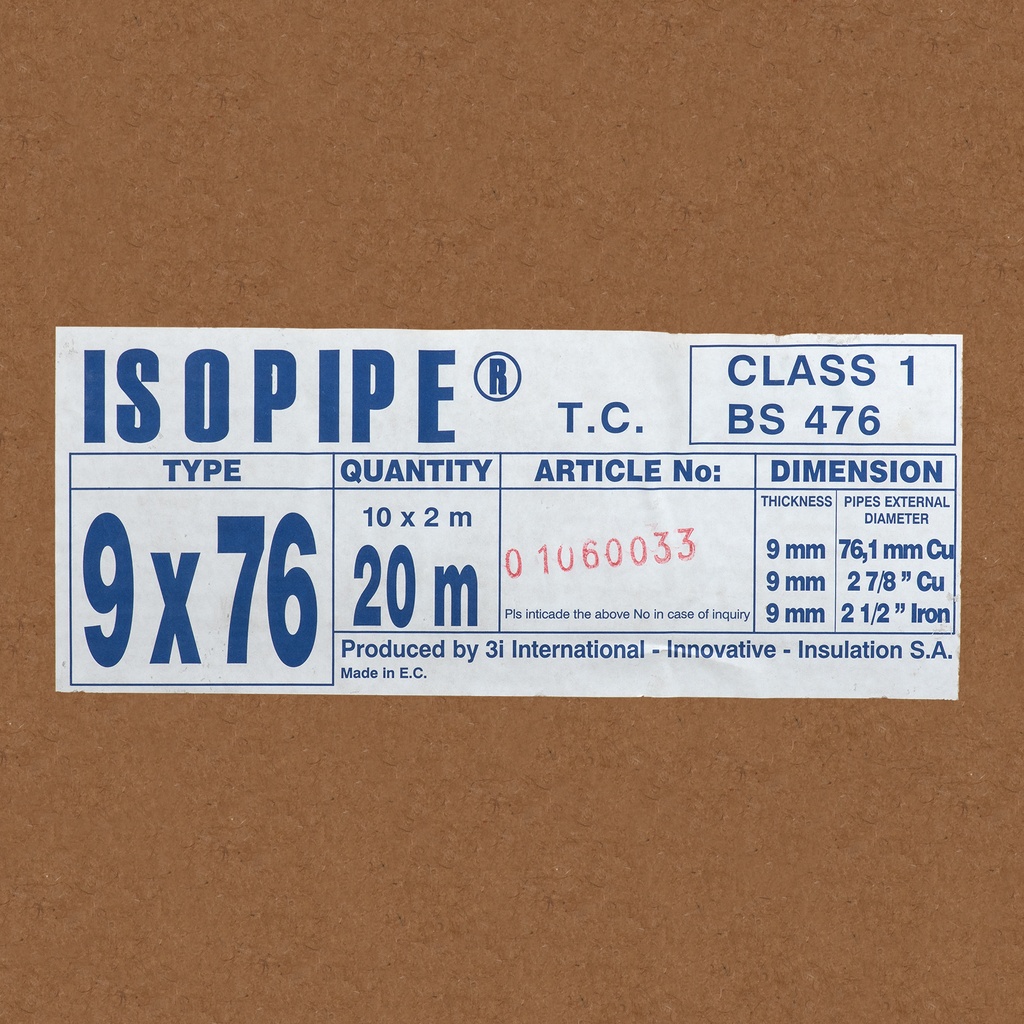 ISOPIPE®
T.C.
CLASS 1
BS 476
TYPE
QUANTITY
ARTICLE No:
DIMENSION
9 x 76
10 x 2 m
20 m
01060033
Pls inticade the above No in case of inquiry
THICKNESS
PIPES EXTERNAL
DIAMETER
9 mm 76,1 mm Cu
9 mm 2 7/8 ” Cu
9 mm 2 1/2 ” Iron
Produced by 3i International - Innovative - Insulation S.A.
Made in E.C.